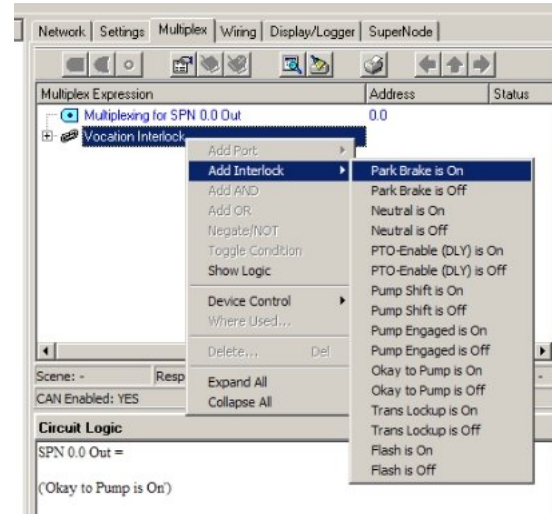 Network Settings Multiplex Wiring Display/Logger SuperNode
Multiplex Expression Address Status
Multiplexing for SPN 0.0 Out 0.0
Vocation Interlock
Add Port
Add Interlock
Add AND
Add OR
Negate/NOT
Toggle Condition
Show Logic
Device Control
Where Used...
Delete... Del
Expand All
Collapse All
Park Brake is On
Park Brake is Off
Neutral is On
Neutral is Off
PTO-Enable (DLY) is On
PTO-Enable (DLY) is Off
Pump Shift is On
Pump Shift is Off
Pump Engaged is On
Pump Engaged is Off
Okay to Pump is On
Okay to Pump is Off
Trans Lockup is On
Trans Lockup is Off
Flash is On
Flash is Off
Scene: - Resp
CAN Enabled: YES
Circuit Logic
SPN 0.0 Out =
('Okay to Pump is On')